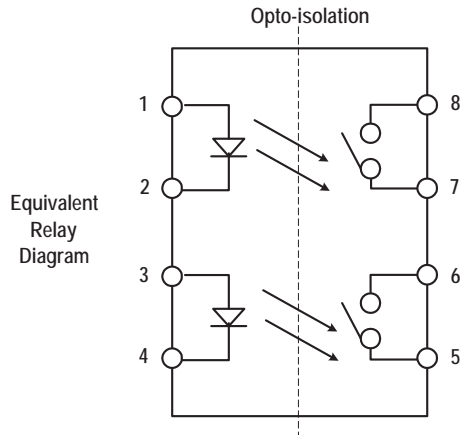 Opto-isolation
1
8
2
7
Equivalent
Relay
Diagram
3
6
4
5